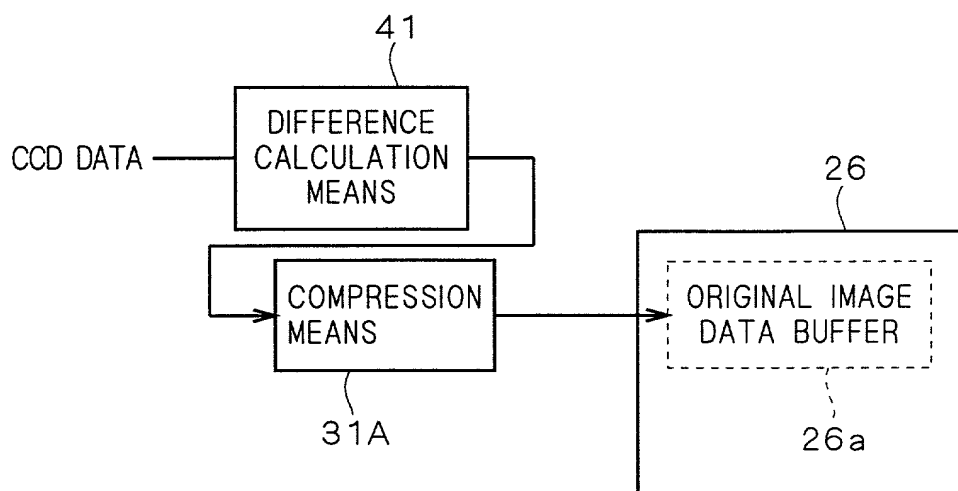 41
DIFFERENCE
CALCULATION
MEANS
CCD DATA
26
COMPRESSION
MEANS
ORIGINAL IMAGE
DATA BUFFER
31A
26a